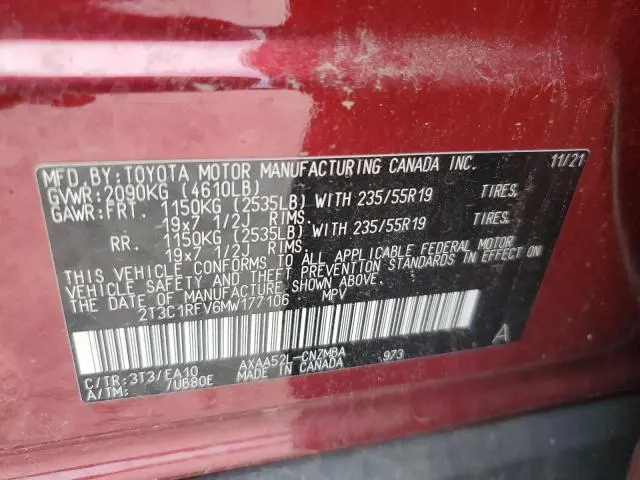 MFD.BY:TOYOTA MOTOR MANUFACTURING CANADA INC. 11/21
GVWR:2090KG (4610LB)
GAWR:FRT. 1150KG (2535LB) WITH 235/55R19 TIRES,
19x7 1/2J RIMS.
RR. 1150KG (2535LB) WITH 235/55R19 TIRES,
19x7 1/2J RIMS.
THIS VEHICLE CONFORMS TO ALL APPLICABLE FEDERAL MOTOR
VEHICLE SAFETY AND THEFT PREVENTION STANDARDS IN EFFECT ON
THE DATE OF MANUFACTURE SHOWN ABOVE.
2T3C1RFV6MW177106 MPV
A
C/TR:3T3/EA10 AXAA52L-CNZMBA 973
A/TM: /UB80E MADE IN CANADA